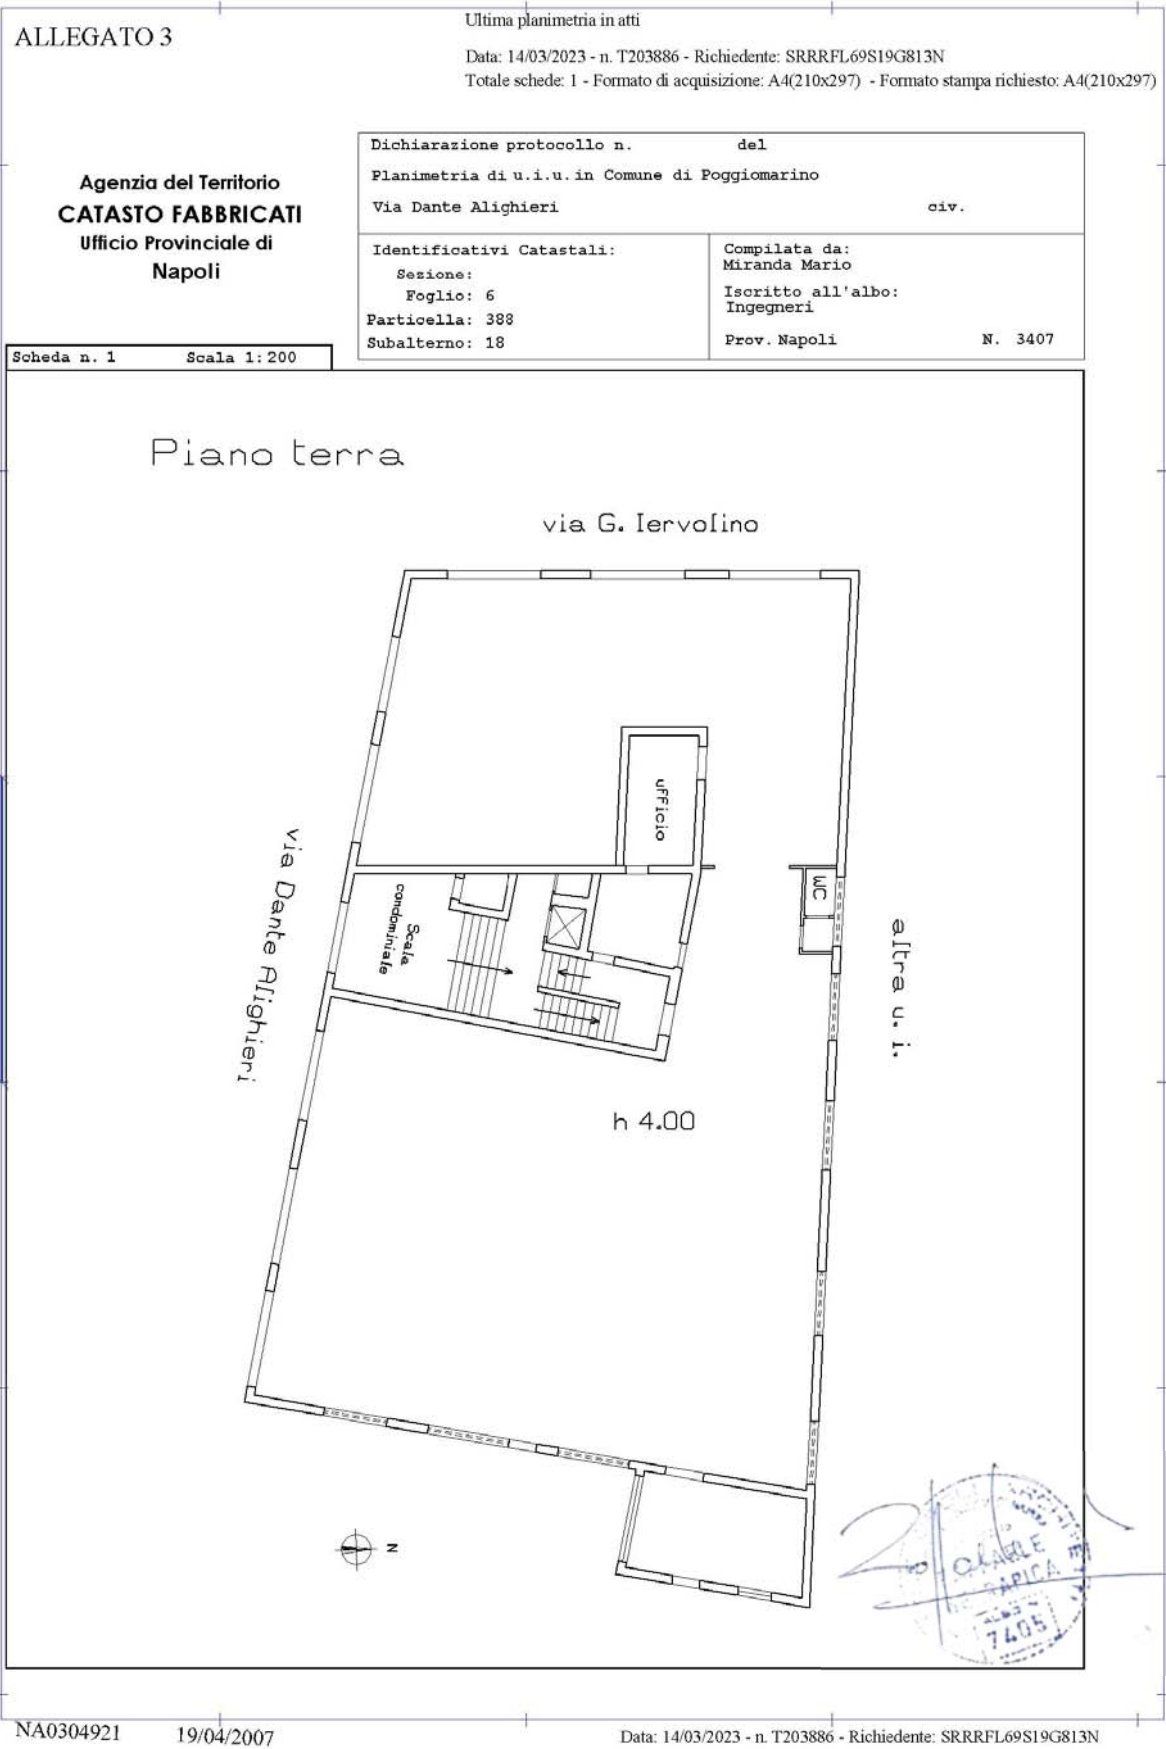 ALLEGATO 3
Ultima planimetria in atti
Data: 14/03/2023 - n. T203886 - Richiedente: SRRRFL69S19G813N
Totale schede: 1 - Formato di acquisizione: A4(210x297) - Formato stampa richiesto: A4(210x297)
Agenzia del Territorio
CATASTO FABBRICATI
Ufficio Provinciale di
Napoli
Dichiarazione protocollo n. del
Planimetria di u.i.u. in Comune di Poggiomarino
Via Dante Alighieri civ.
Identificativi Catastali:
Sezione:
Foglio: 6
Particella: 388
Subalterno: 18
Compilata da:
Miranda Mario
Iscritto all'albo:
Ingegneri
Prov. Napoli N. 3407
Scheda n. 1 Scala 1:200
Piano terra
via G. Iervolino
ufficio
via Dante Alighieri
Scala
condominiale
WC
altra u. i.
h 4.00
N
7405
NA0304921 19/04/2007
Data: 14/03/2023 - n. T203886 - Richiedente: SRRRFL69S19G813N